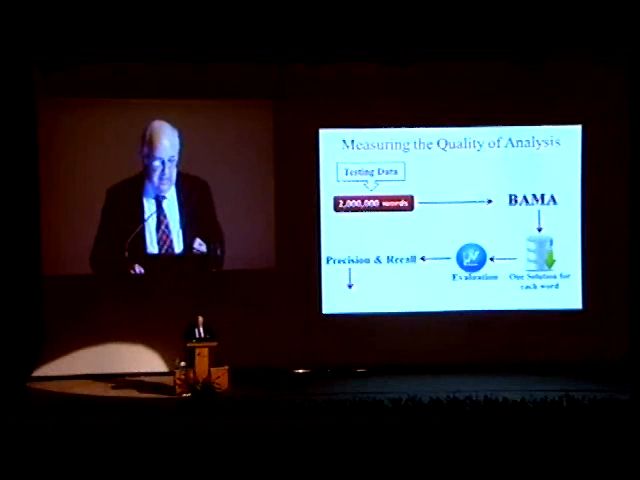 Measuring the Quality of Analysis
Testing Data
2,000,000 words
BAMA
Precision & Recall
Evaluation
One Solution for
each word